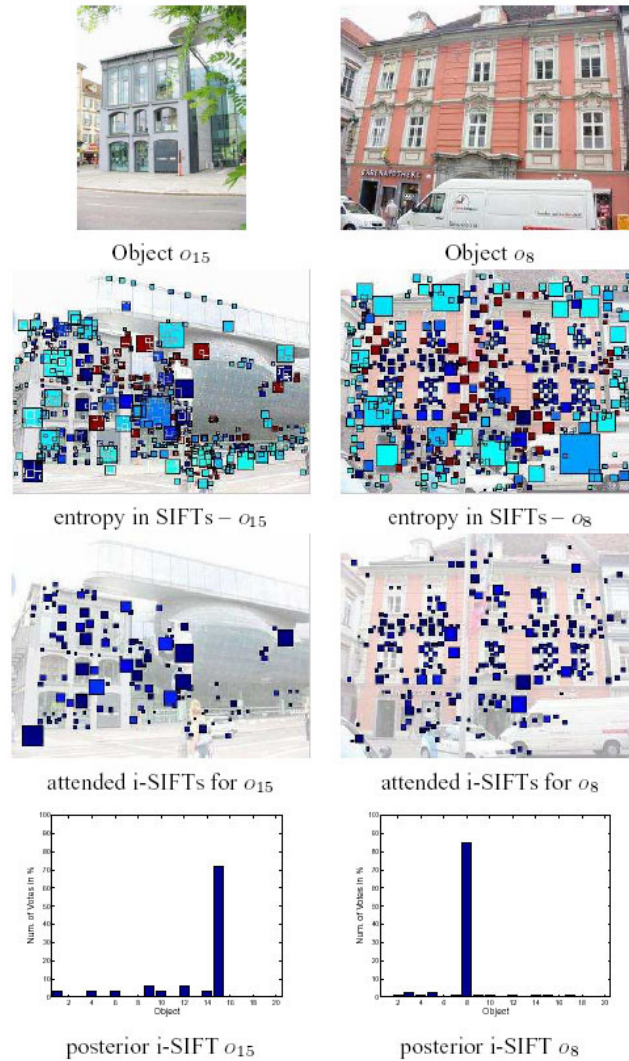 BÄRENAPOTHEKE
Object o15
Object o8
entropy in SIFTs – o15
entropy in SIFTs – o8
attended i-SIFTs for o15
attended i-SIFTs for o8
100
90
80
70
60
50
40
30
20
10
0
Num. of Votes in %
2 4 6 8 10 12 14 16 18 20
Object
100
90
80
70
60
50
40
30
20
10
0
Num. of Votes in %
2 4 6 8 10 12 14 16 18 20
Object
posterior i-SIFT o15
posterior i-SIFT o8